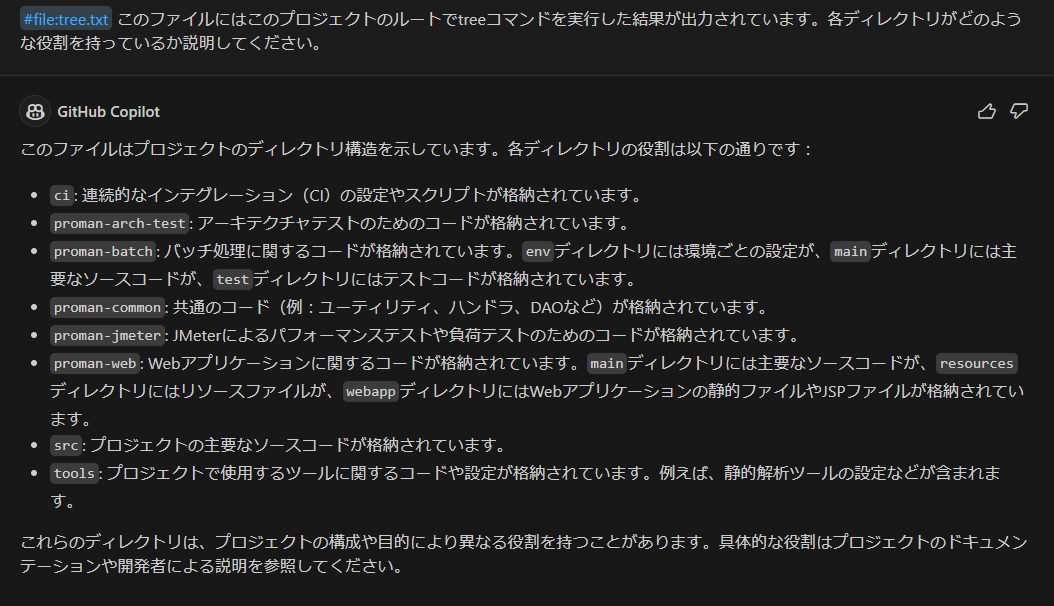 #file:tree.txt このファイルにはこのプロジェクトのルートでtreeコマンドを実行した結果が出力されています。各ディレクトリがどのよう
な役割を持っているか説明してください。
GitHub Copilot
このファイルはプロジェクトのディレクトリ構造を示しています。各ディレクトリの役割は以下の通りです：
• ci: 連続的なインテグレーション（CI）の設定やスクリプトが格納されています。
• proman-arch-test: アーキテクチャテストのためのコードが格納されています。
• proman-batch: バッチ処理に関するコードが格納されています。envディレクトリには環境ごとの設定が、mainディレクトリには主
要なソースコードが、testディレクトリにはテストコードが格納されています。
• proman-common: 共通のコード（例：ユーティリティ、ハンドラ、DAOなど）が格納されています。
• proman-jmeter: JMeterによるパフォーマンステストや負荷テストのためのコードが格納されています。
• proman-web: Webアプリケーションに関するコードが格納されています。mainディレクトリには主要なソースコードが、resources
ディレクトリにはリソースファイルが、webappディレクトリにはWebアプリケーションの静的ファイルやJSPファイルが格納されてい
ます。
• src: プロジェクトの主要なソースコードが格納されています。
• tools: プロジェクトで使用するツールに関するコードや設定が格納されています。例えば、静的解析ツールの設定などが含まれま
す。
これらのディレクトリは、プロジェクトの構成や目的により異なる役割を持つことがあります。具体的な役割はプロジェクトのドキュメン
テーションや開発者による説明を参照してください。